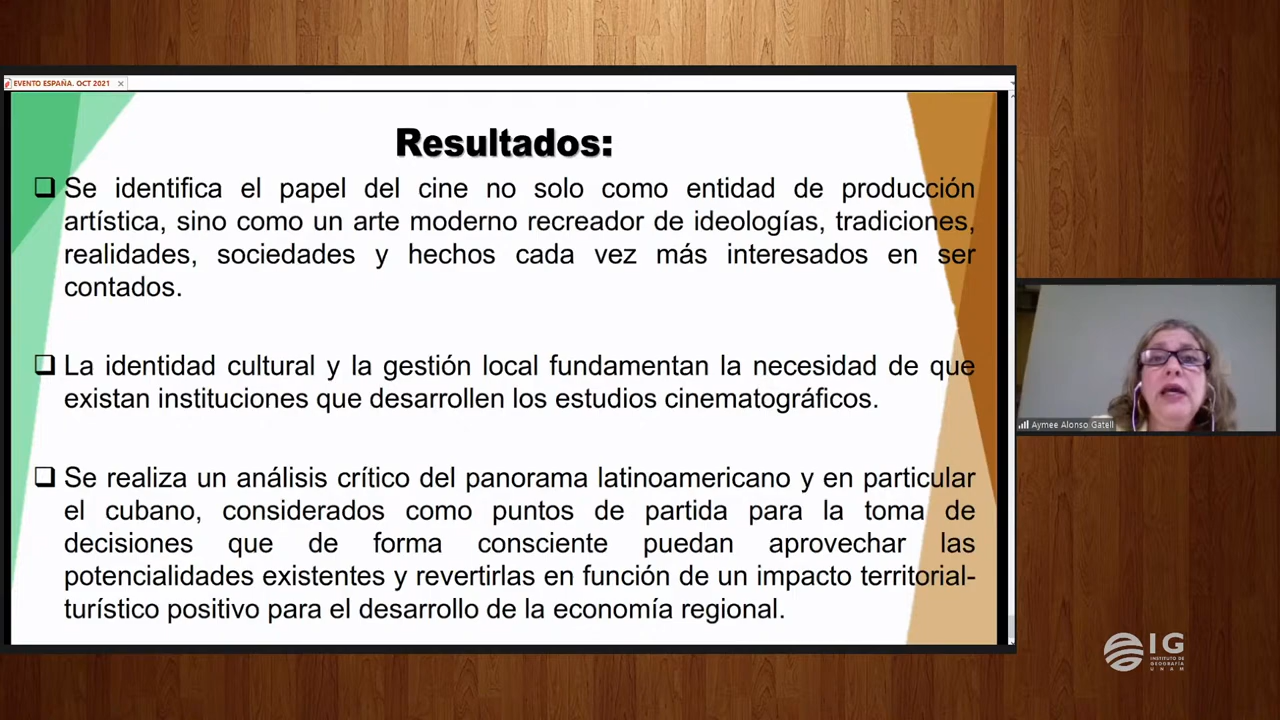 EVENTO ESPAÑA. OCT 2021
Resultados:
Se identifica el papel del cine no solo como entidad de producción
artística, sino como un arte moderno recreador de ideologías, tradiciones,
realidades, sociedades y hechos cada vez más interesados en ser
contados.
La identidad cultural y la gestión local fundamentan la necesidad de que
existan instituciones que desarrollen los estudios cinematográficos.
Se realiza un análisis crítico del panorama latinoamericano y en particular
el cubano, considerados como puntos de partida para la toma de
decisiones que de forma consciente puedan aprovechar las
potencialidades existentes y revertirlas en función de un impacto territorial-
turístico positivo para el desarrollo de la economía regional.
Aymee Alonso Gatell
IG
INSTITUTO DE
GEOGRAFÍA
UNAM